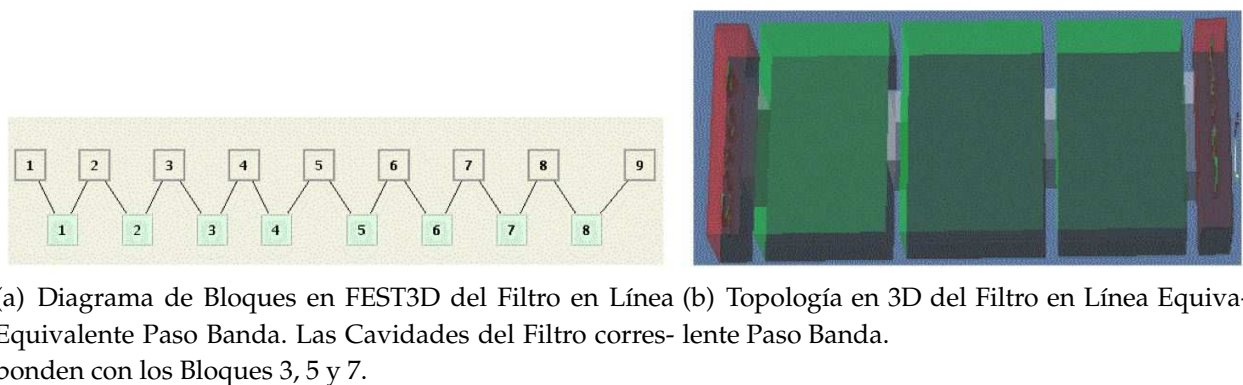 1 2 3 4 5 6 7 8 9
1 2 3 4 5 6 7 8
(a) Diagrama de Bloques en FEST3D del Filtro en Línea
Equivalente Paso Banda. Las Cavidades del Filtro corres-
ponden con los Bloques 3, 5 y 7.
(b) Topología en 3D del Filtro en Línea Equiva-
lente Paso Banda.